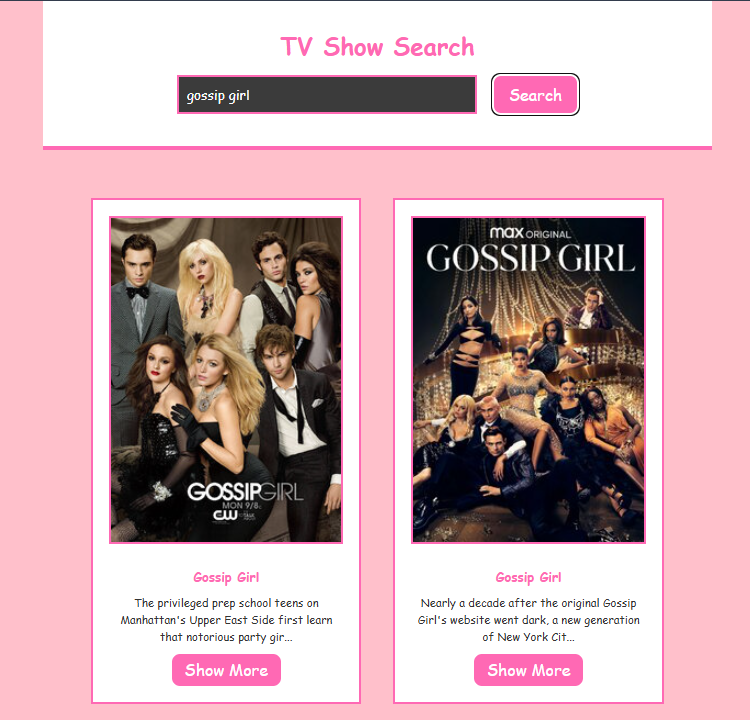 TV Show Search
gossip girl
Search
GOSSIPGIRL
MON 9/8c
CW
max ORIGINAL
GOSSIP GIRL
Gossip Girl
The privileged prep school teens on
Manhattan's Upper East Side first learn
that notorious party gir...
Show More
Gossip Girl
Nearly a decade after the original Gossip
Girl's website went dark, a new generation
of New York Cit...
Show More